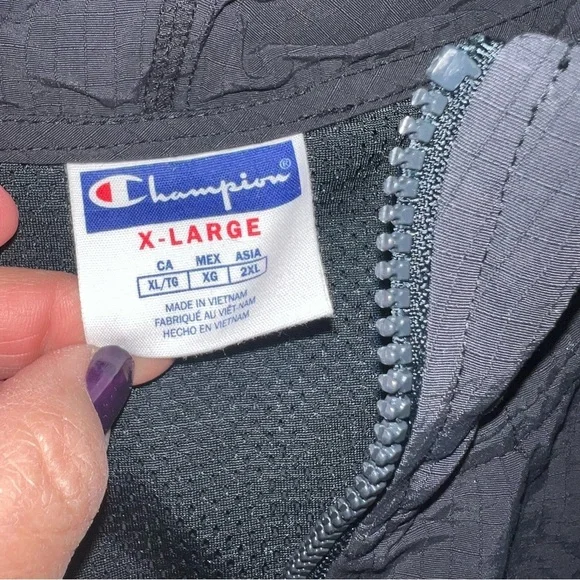 Champion®
X-LARGE
CA MEX ASIA
XL/TG XG 2XL
MADE IN VIETNAM
FABRIQUÉ AU VIÊT-NAM
HECHO EN VIETNAM